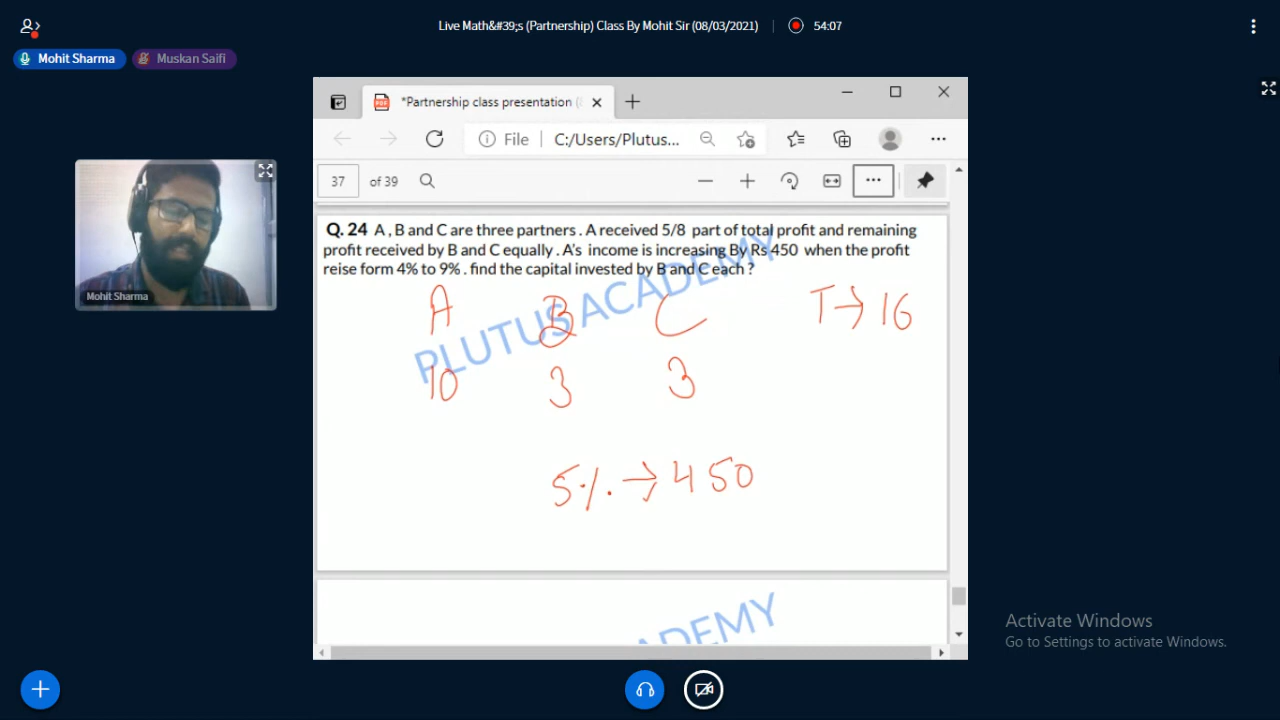 Live Math&#39;s (Partnership) Class By Mohit Sir (08/03/2021) 54:07
Mohit Sharma
Muskan Saifi
*Partnership class presentation (
File C:/Users/Plutus...
37 of 39
Q. 24 A , B and C are three partners . A received 5/8 part of total profit and remaining
profit received by B and C equally . A's income is increasing By Rs 450 when the profit
reise form 4% to 9% . find the capital invested by B and C each ?
PLUTUS ACADEMY
A B C T → 16
10 3 3
5% → 450
Mohit Sharma
ADEMY
Activate Windows
Go to Settings to activate Windows.